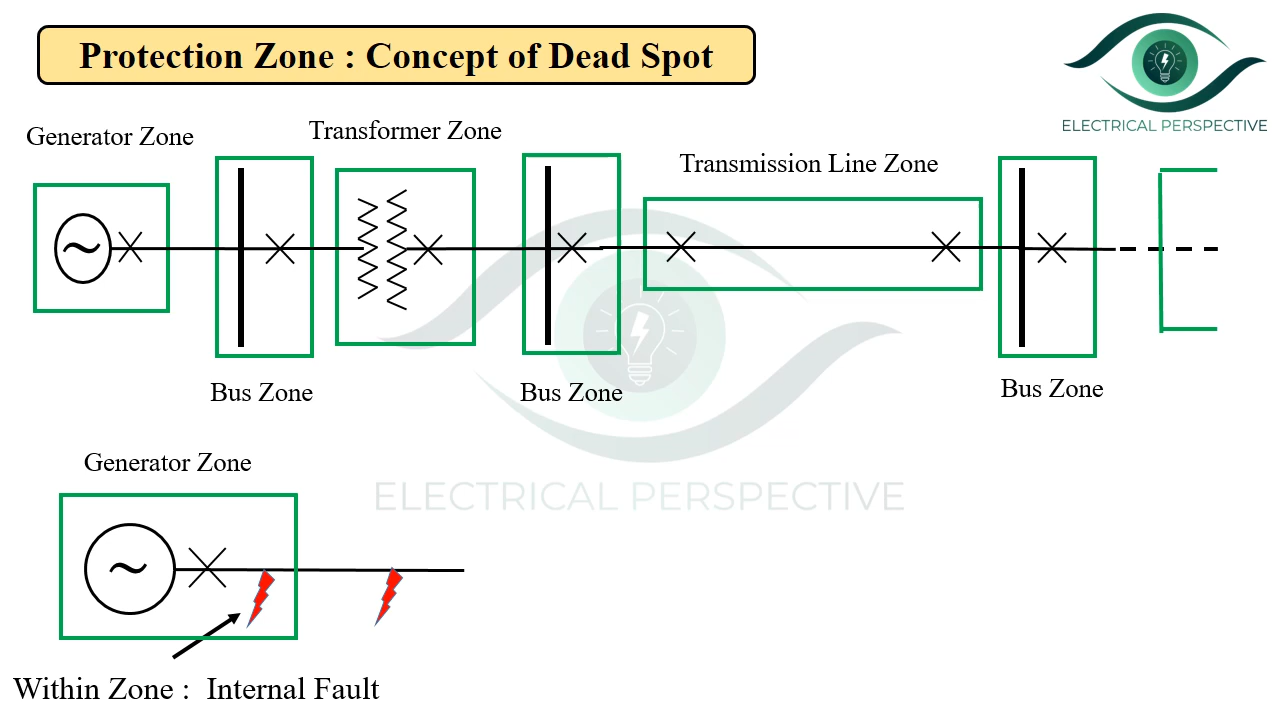 Protection Zone : Concept of Dead Spot
ELECTRICAL PERSPECTIVE
Generator Zone
Transformer Zone
Transmission Line Zone
Bus Zone
Bus Zone
Bus Zone
Generator Zone
ELECTRICAL PERSPECTIVE
Within Zone : Internal Fault